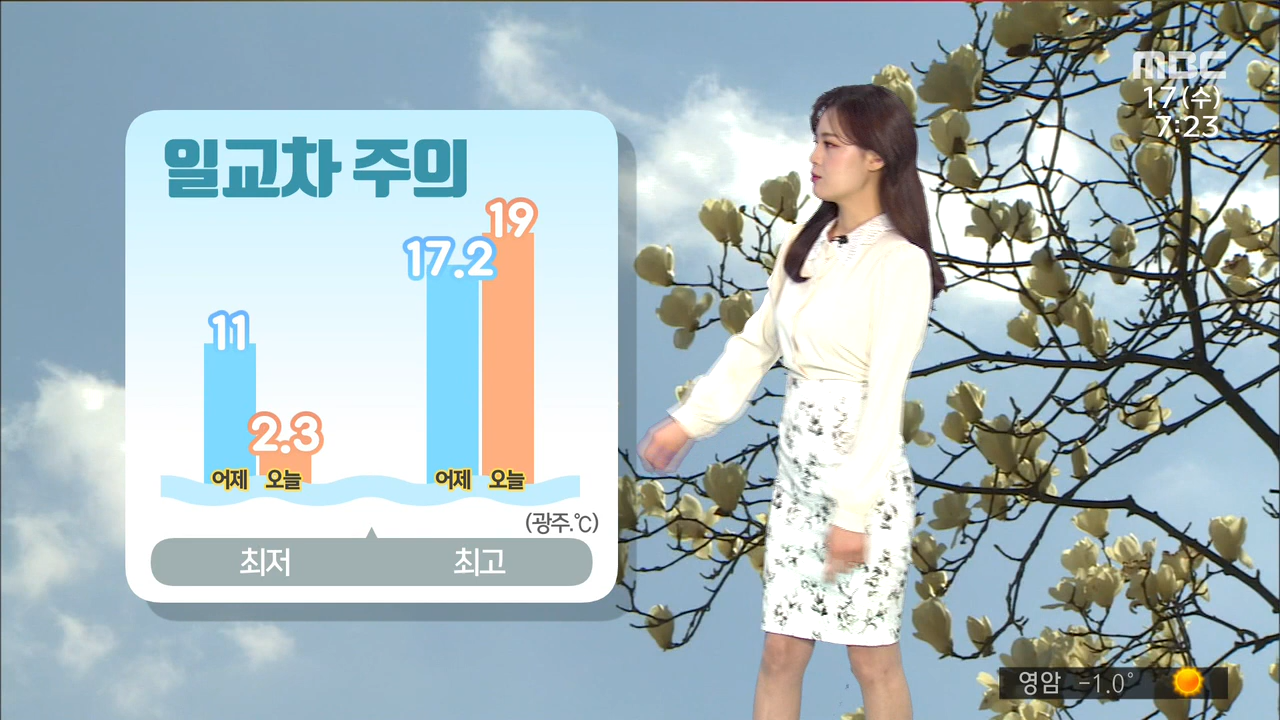 MBC
17(수)
7:23
일교차 주의
19
17.2
11
2.3
어제 오늘 어제 오늘
(광주.℃)
최저 최고
영암 -1.0°